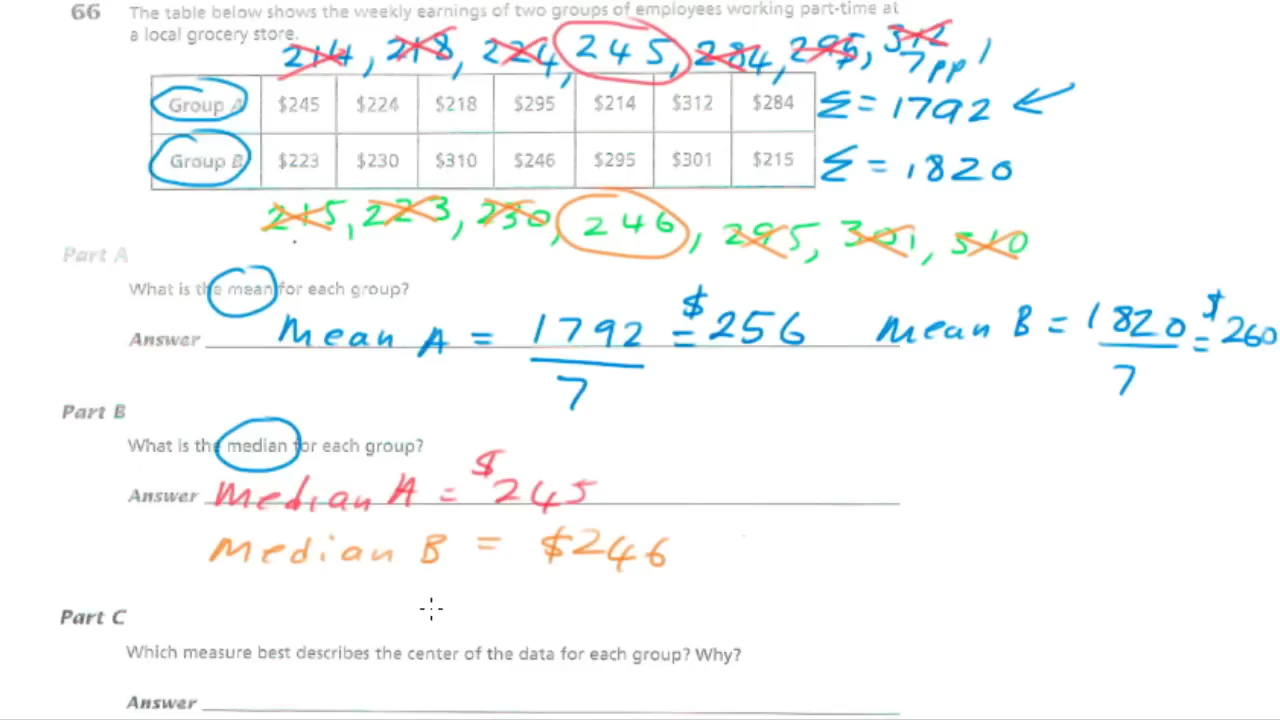 66 The table below shows the weekly earnings of two groups of employees working part-time at
a local grocery store.
214, 218, 224, 245, 284, 295, 312
7 ppl
Group A $245 $224 $218 $295 $214 $312 $284 Σ = 1792 ←
Group B $223 $230 $310 $246 $295 $301 $215 Σ = 1820
215, 223, 230, 246, 295, 301, 310
Part A
What is the mean for each group?
Answer mean A = 1792/7 = $256 mean B = 1820/7 = $260
Part B
What is the median for each group?
Answer median A = $245
median B = $246
Part C
Which measure best describes the center of the data for each group? Why?
Answer